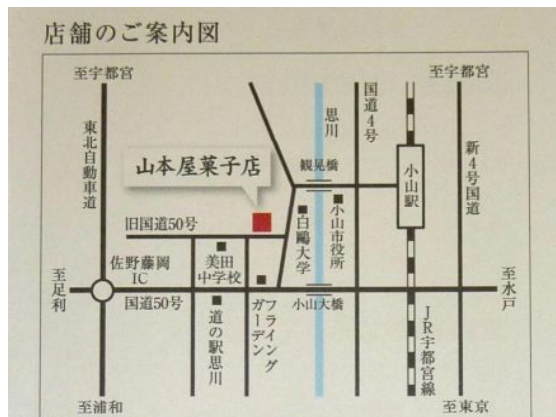 店舗のご案内図
至宇都宮
至宇都宮
東北自動車道
思川
国道4号
新4号国道
山本屋菓子店
観晃橋
小山駅
旧国道50号
白鷗大学
小山市役所
美田
中学校
佐野藤岡
IC
至足利
至水戸
国道50号
道の駅思川
フライング
ガーデン
小山大橋
JR宇都宮線
至浦和
至東京